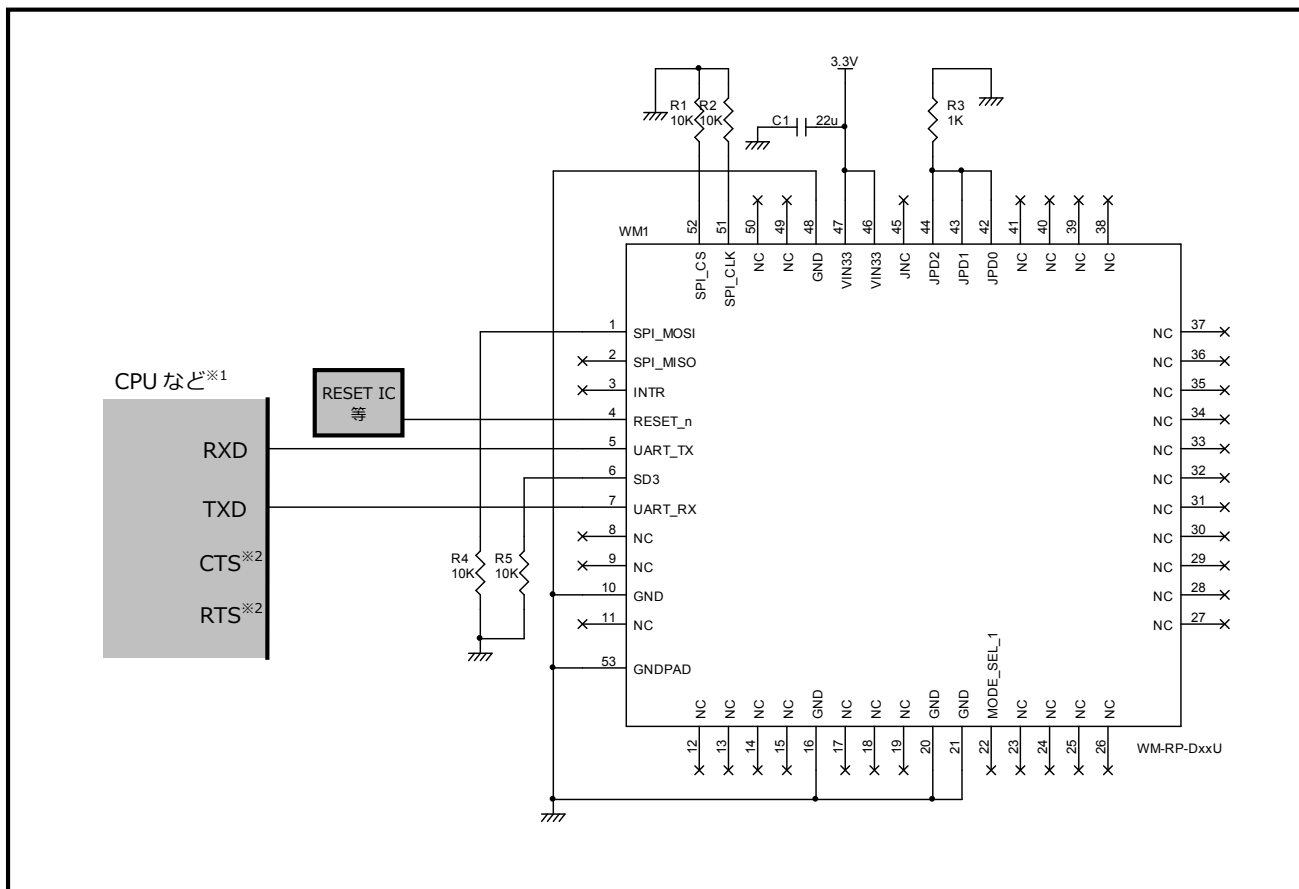 3.3V
R1
10K
R2
10K
C1
22u
R3
1K
52
51
50
49
48
47
46
45
44
43
42
41
40
39
38
WM1
SPI_CS
SPI_CLK
NC
NC
GND
VIN33
VIN33
JNC
JPD2
JPD1
JPD0
NC
NC
NC
NC
1 SPI_MOSI
2 SPI_MISO
3 INTR
4 RESET_n
5 UART_TX
6 SD3
7 UART_RX
8 NC
9 NC
10 GND
11 NC
53 GNDPAD
NC 37
NC 36
NC 35
NC 34
NC 33
NC 32
NC 31
NC 30
NC 29
NC 28
NC 27
CPU など※1
RXD
TXD
CTS※2
RTS※2
RESET IC
等
R4
10K
R5
10K
NC
NC
NC
NC
GND
NC
NC
NC
GND
GND
MODE_SEL_1
NC
NC
NC
NC
12
13
14
15
16
17
18
19
20
21
22
23
24
25
26
WM-RP-DxxU